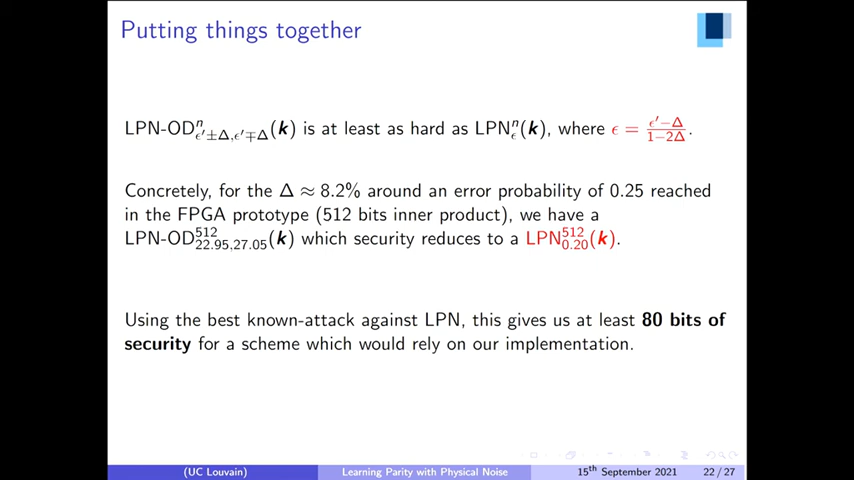 Putting things together
LPN-OD^n_{ϵ′±Δ,ϵ′∓Δ}(k) is at least as hard as LPN^n_ϵ(k), where ϵ = \frac{ϵ′−Δ}{1−2Δ}.
Concretely, for the Δ ≈ 8.2% around an error probability of 0.25 reached
in the FPGA prototype (512 bits inner product), we have a
LPN-OD^{512}_{22.95,27.05}(k) which security reduces to a LPN^{512}_{0.20}(k).
Using the best known-attack against LPN, this gives us at least 80 bits of
security for a scheme which would rely on our implementation.
(UC Louvain) Learning Parity with Physical Noise 15th September 2021 22 / 27